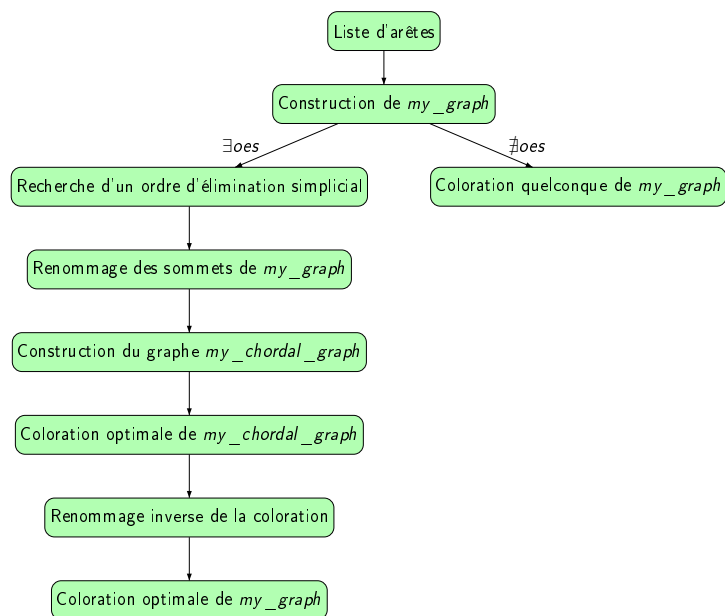 Liste d'arêtes
Construction de my_graph
∃oes
∄oes
Recherche d'un ordre d'élimination simplicial
Coloration quelconque de my_graph
Renommage des sommets de my_graph
Construction du graphe my_chordal_graph
Coloration optimale de my_chordal_graph
Renommage inverse de la coloration
Coloration optimale de my_graph